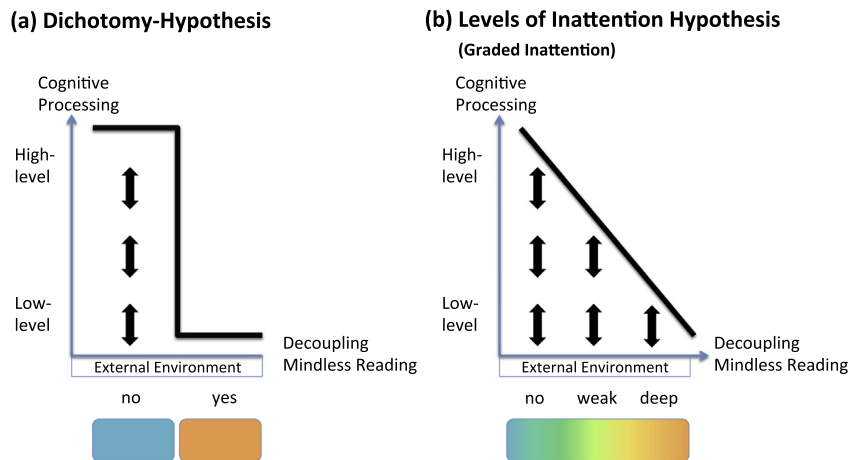 (a) Dichotomy-Hypothesis
Cognitive
Processing
High-
level
Low-
level
Decoupling
Mindless Reading
External Environment
no yes
(b) Levels of Inattention Hypothesis
(Graded Inattention)
Cognitive
Processing
High-
level
Low-
level
Decoupling
Mindless Reading
External Environment
no weak deep